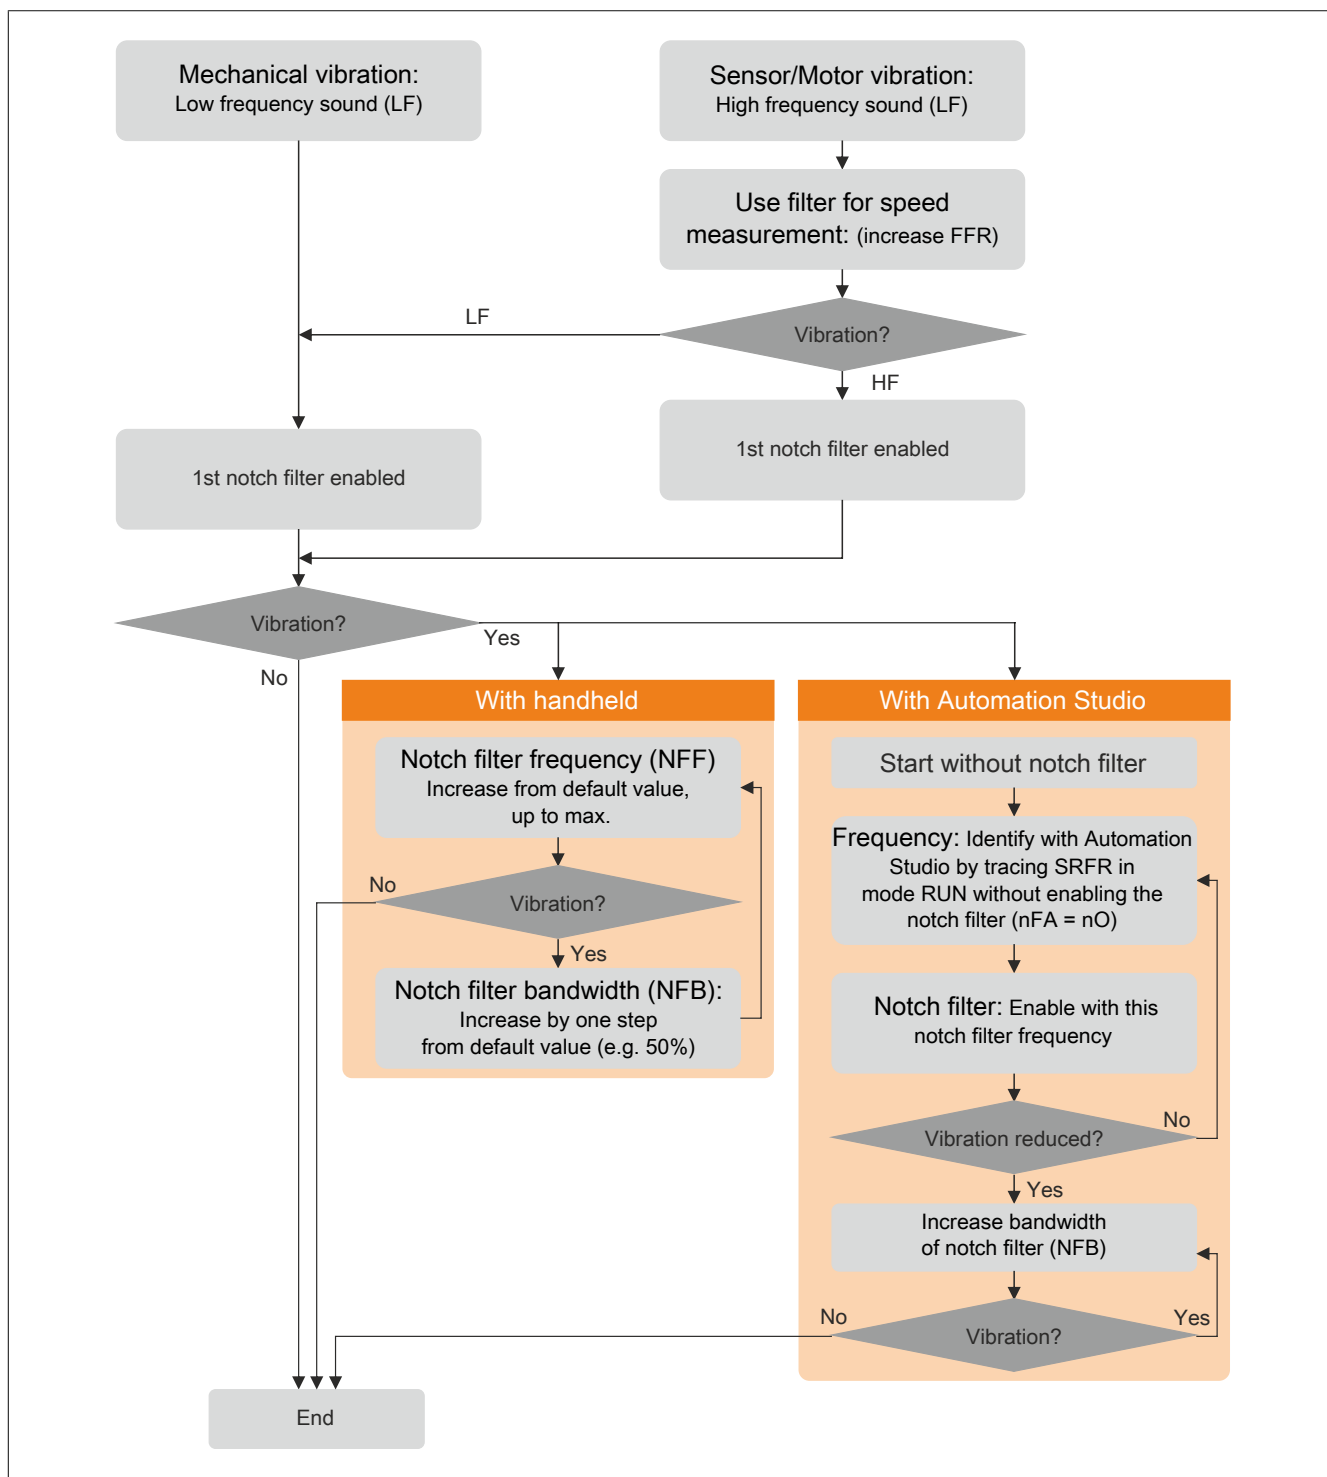 Mechanical vibration:
Low frequency sound (LF)
Sensor/Motor vibration:
High frequency sound (LF)
Use filter for speed
measurement: (increase FFR)
LF
Vibration?
HF
1st notch filter enabled
1st notch filter enabled
Vibration?
Yes
No
With handheld
Notch filter frequency (NFF)
Increase from default value,
up to max.
No
Vibration?
Yes
Notch filter bandwidth (NFB):
Increase by one step
from default value (e.g. 50%)
With Automation Studio
Start without notch filter
Frequency: Identify with Automation
Studio by tracing SRFR in
mode RUN without enabling the
notch filter (nFA = nO)
Notch filter: Enable with this
notch filter frequency
No
Vibration reduced?
Yes
Increase bandwidth
of notch filter (NFB)
No
Yes
Vibration?
End